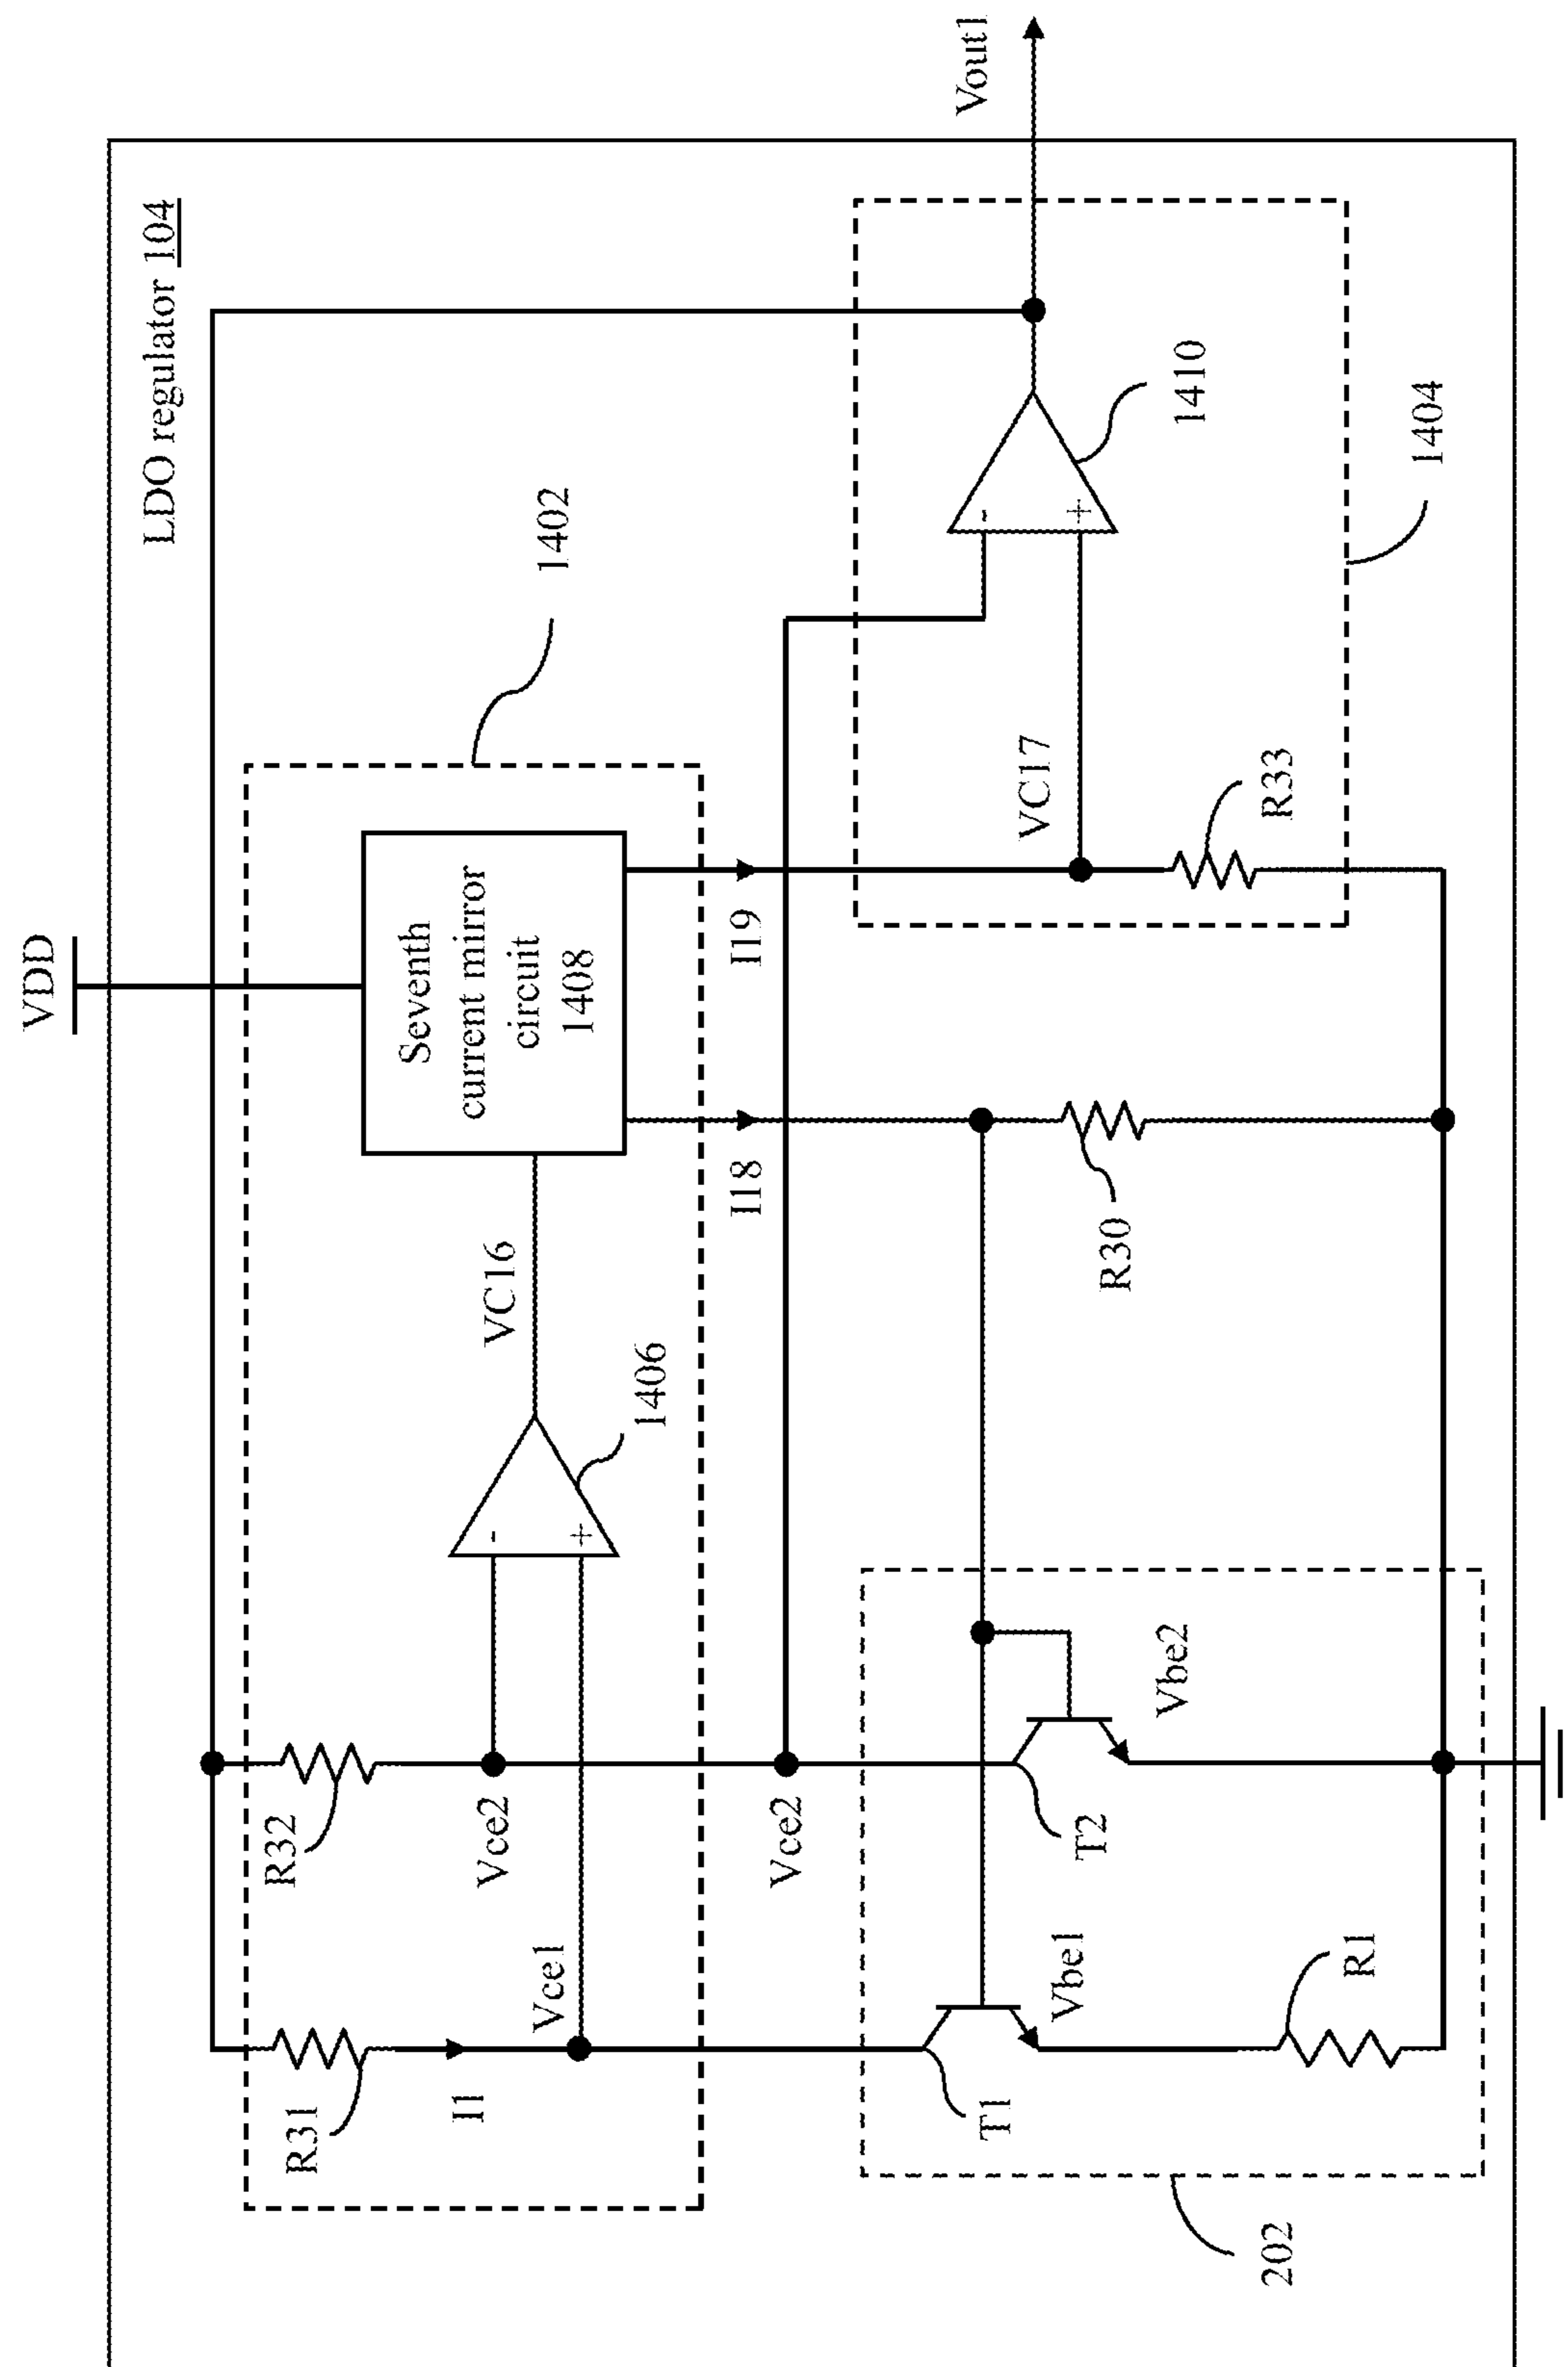 VDD
LDO regulator 104
Vout1
1402
R31
R32
I1
Vce1
Vce2
1406
VC16
Seventh
current mirror
circuit
1408
I18
I19
Vce2
VC17
1410
R33
1404
R30
T1
Vbe1
T2
Vbe2
R1
202
-
+
-
+